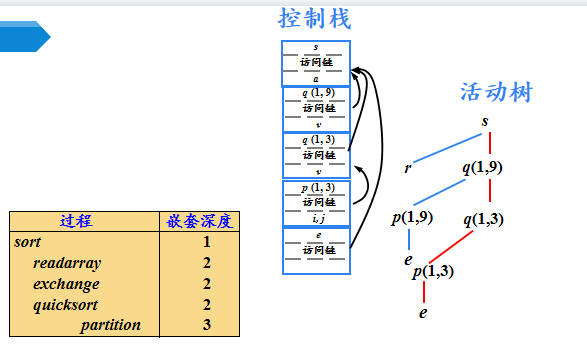 控制栈
s
访问链
a
q (1, 9)
访问链
v
q (1, 3)
访问链
v
p (1, 3)
访问链
i, j
e
访问链
活动树
s
r
q(1,9)
p(1,9)
q(1,3)
e
p(1,3)
e
过程 嵌套深度
sort 1
readarray 2
exchange 2
quicksort 2
partition 3